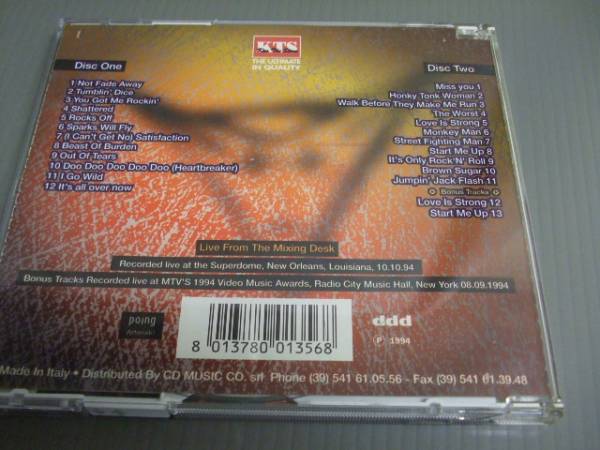 KTS
THE ULTIMATE
IN QUALITY
Disc One
1 Not Fade Away
2 Tumblin' Dice
3 You Got Me Rockin'
4 Shattered
5 Rocks Off
6 Sparks Will Fly
7 (I Can't Get No) Satisfaction
8 Beast Of Burden
9 Out Of Tears
10 Doo Doo Doo Doo Doo (Heartbreaker)
11 I Go Wild
12 It's all over now
Disc Two
Miss you 1
Honky Tonk Woman 2
Walk Before They Make Me Run 3
The Worst 4
Love Is Strong 5
Monkey Man 6
Street Fighting Man 7
Start Me Up 8
It's Only Rock'N' Roll 9
Brown Sugar 10
Jumpin' Jack Flash 11
Bonus Tracks
Love Is Strong 12
Start Me Up 13
Live From The Mixing Desk
Recorded live at the Superdome, New Orleans, Louisiana, 10.10.94
Bonus Tracks Recorded live at MTV'S 1994 Video Music Awards, Radio City Music Hall, New York 08.09.1994
poing
8 013780 013568
ddd
(P) 1994
Made In Italy • Distributed By CD MUSIC CO. srl Phone (39) 541 61.05.56 - Fax (39) 541 61.39.48